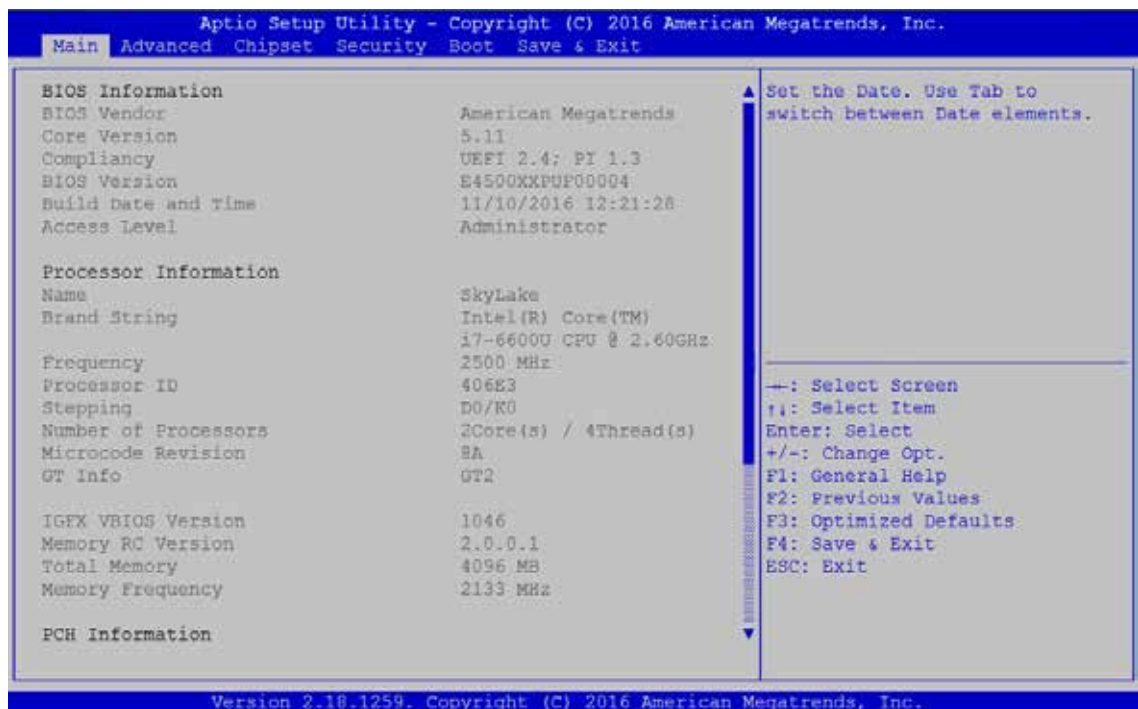 Aptio Setup Utility - Copyright (C) 2016 American Megatrends, Inc.
Main Advanced Chipset Security Boot Save & Exit
BIOS Information
BIOS Vendor American Megatrends
Core Version 5.11
Compliancy UEFI 2.4; PI 1.3
BIOS Version E4500XXPUP00004
Build Date and Time 11/10/2016 12:21:28
Access Level Administrator
Processor Information
Name SkyLake
Brand String Intel(R) Core(TM)
i7-6600U CPU @ 2.60GHz
Frequency 2500 MHz
Processor ID 406E3
Stepping D0/K0
Number of Processors 2Core(s) / 4Thread(s)
Microcode Revision 8A
GT Info GT2
IGFX VBIOS Version 1046
Memory RC Version 2.0.0.1
Total Memory 4096 MB
Memory Frequency 2133 MHz
PCH Information
Set the Date. Use Tab to
switch between Date elements.
→←: Select Screen
↑↓: Select Item
Enter: Select
+/-: Change Opt.
F1: General Help
F2: Previous Values
F3: Optimized Defaults
F4: Save & Exit
ESC: Exit
Version 2.18.1259. Copyright (C) 2016 American Megatrends, Inc.